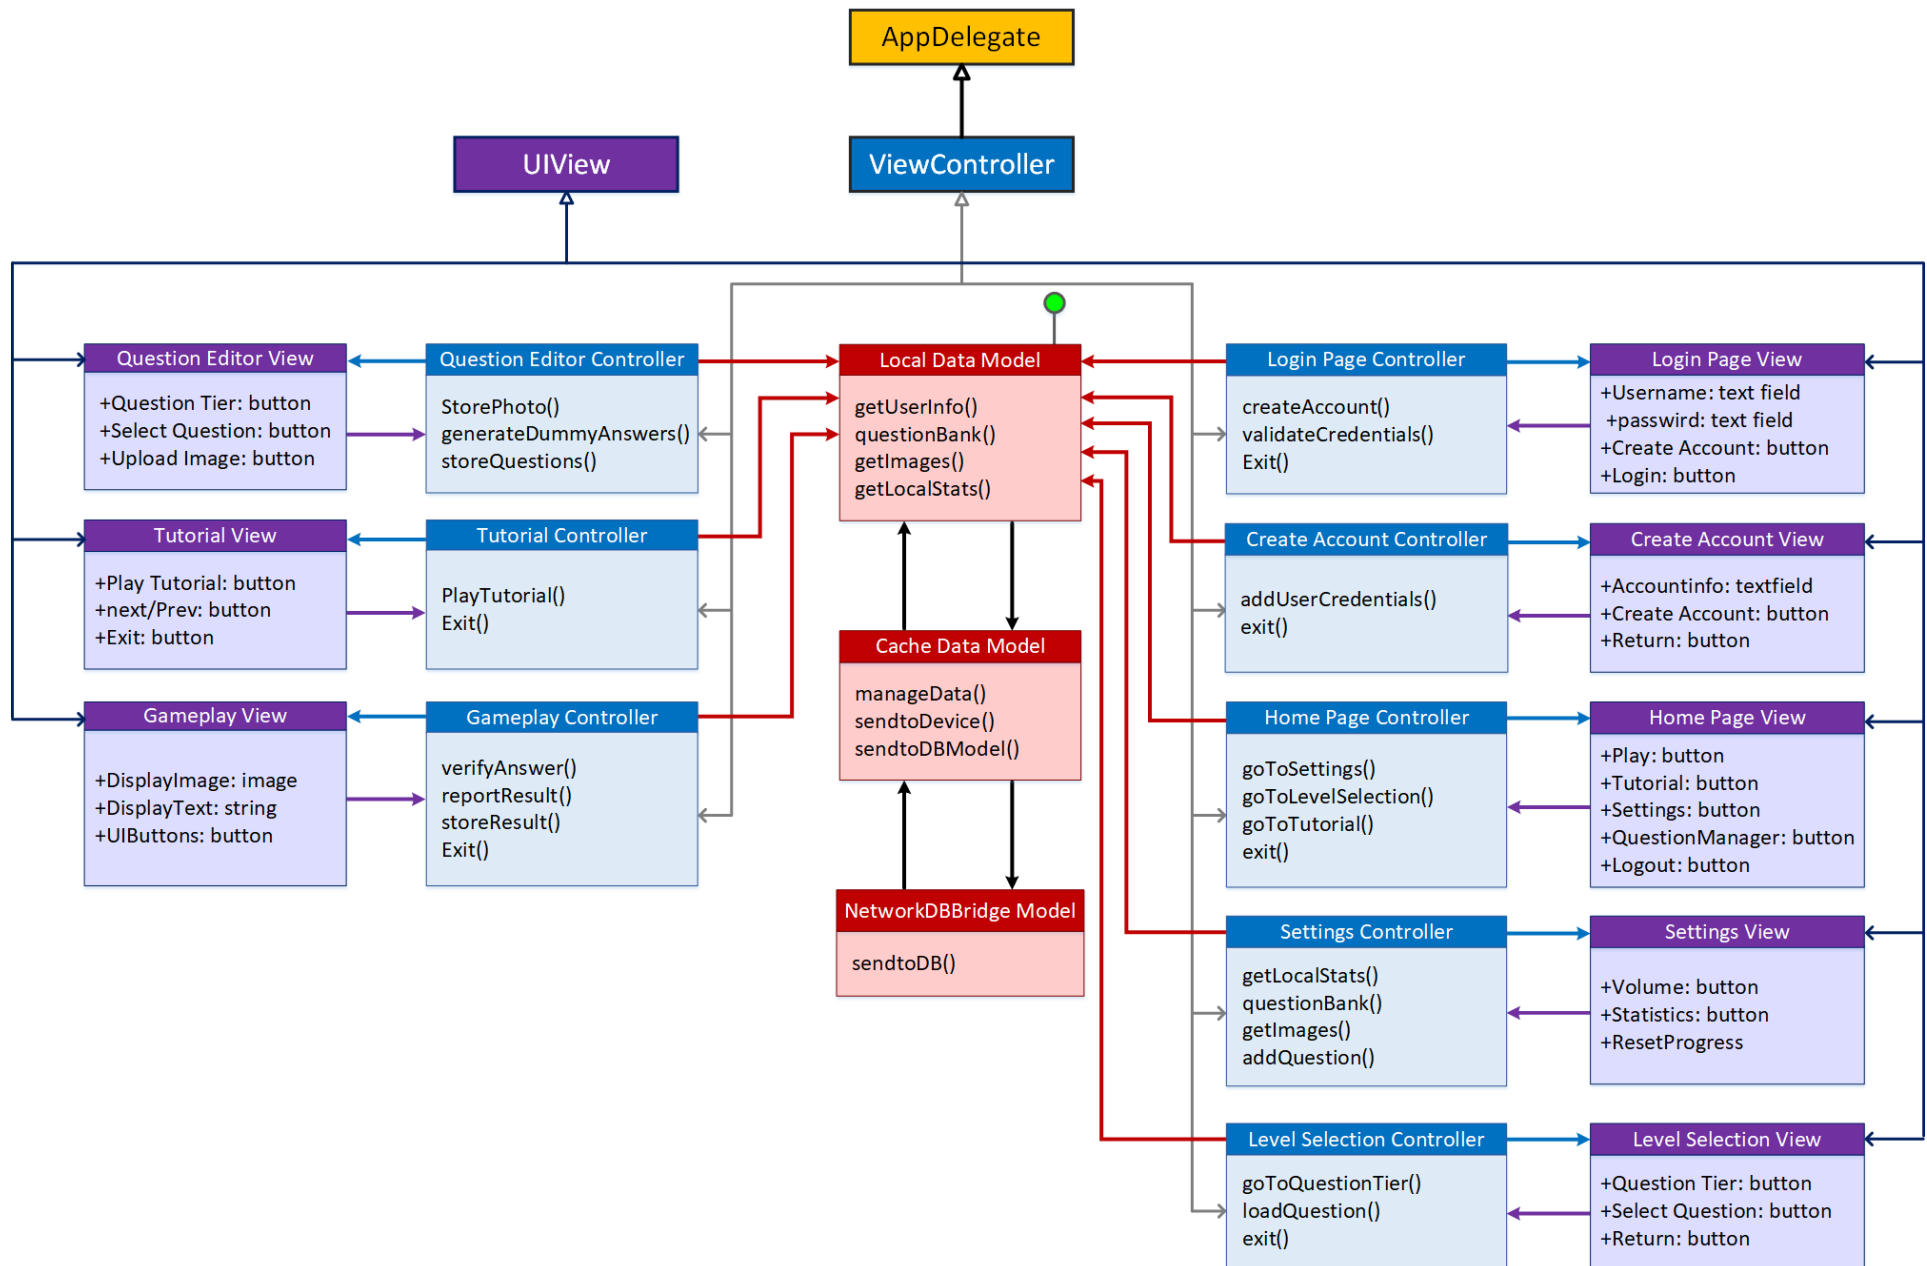 AppDelegate
UIView
ViewController
Question Editor View
+Question Tier: button
+Select Question: button
+Upload Image: button
Question Editor Controller
StorePhoto()
generateDummyAnswers()
storeQuestions()
Local Data Model
getUserInfo()
questionBank()
getImages()
getLocalStats()
Login Page Controller
createAccount()
validateCredentials()
Exit()
Login Page View
+Username: text field
+passwird: text field
+Create Account: button
+Login: button
Tutorial View
+Play Tutorial: button
+next/Prev: button
+Exit: button
Tutorial Controller
PlayTutorial()
Exit()
Create Account Controller
addUserCredentials()
exit()
Create Account View
+Accountinfo: textfield
+Create Account: button
+Return: button
Cache Data Model
manageData()
sendtoDevice()
sendtoDBModel()
Gameplay View
+DisplayImage: image
+DisplayText: string
+UIButtons: button
Gameplay Controller
verifyAnswer()
reportResult()
storeResult()
Exit()
Home Page Controller
goToSettings()
goToLevelSelection()
goToTutorial()
exit()
Home Page View
+Play: button
+Tutorial: button
+Settings: button
+QuestionManager: button
+Logout: button
NetworkDBBridge Model
sendtoDB()
Settings Controller
getLocalStats()
questionBank()
getImages()
addQuestion()
Settings View
+Volume: button
+Statistics: button
+ResetProgress
Level Selection Controller
goToQuestionTier()
loadQuestion()
exit()
Level Selection View
+Question Tier: button
+Select Question: button
+Return: button